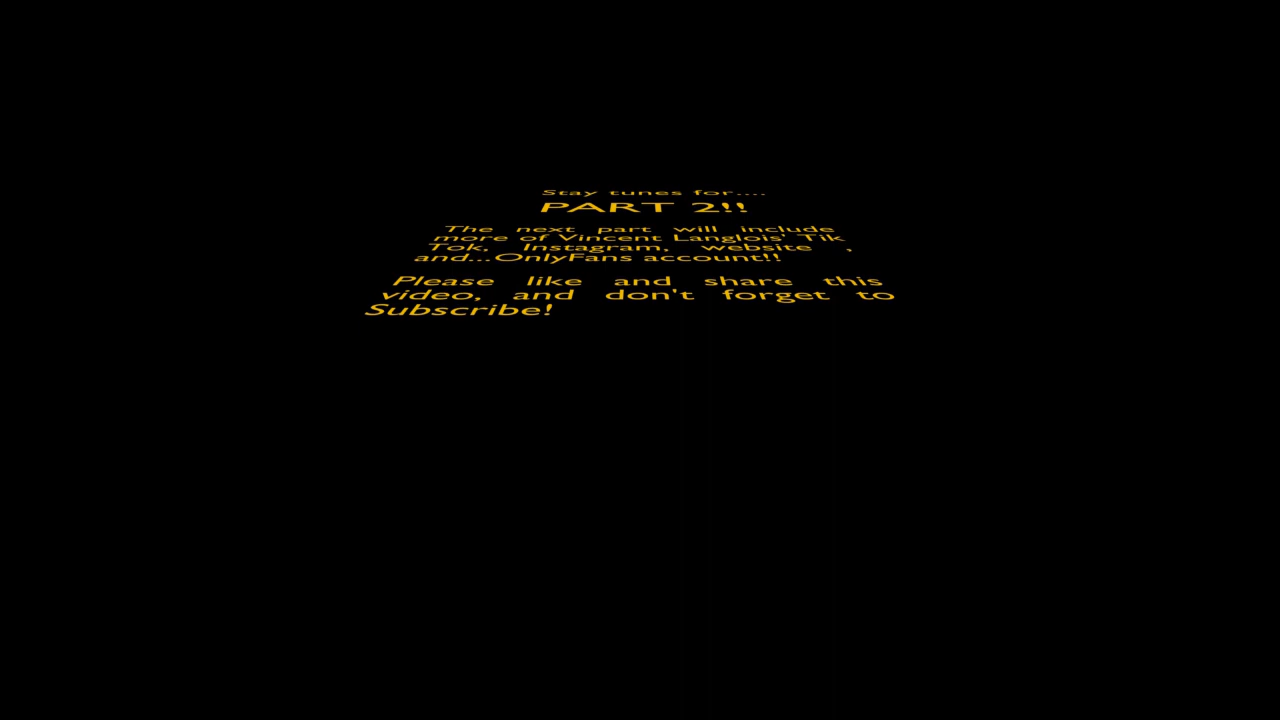 Stay tunes for....
PART 2!!
The next part will include
more of Vincent Langlois' Tik
Tok, Instagram, website ,
and...OnlyFans account!!
Please like and share this
video, and don't forget to
Subscribe!